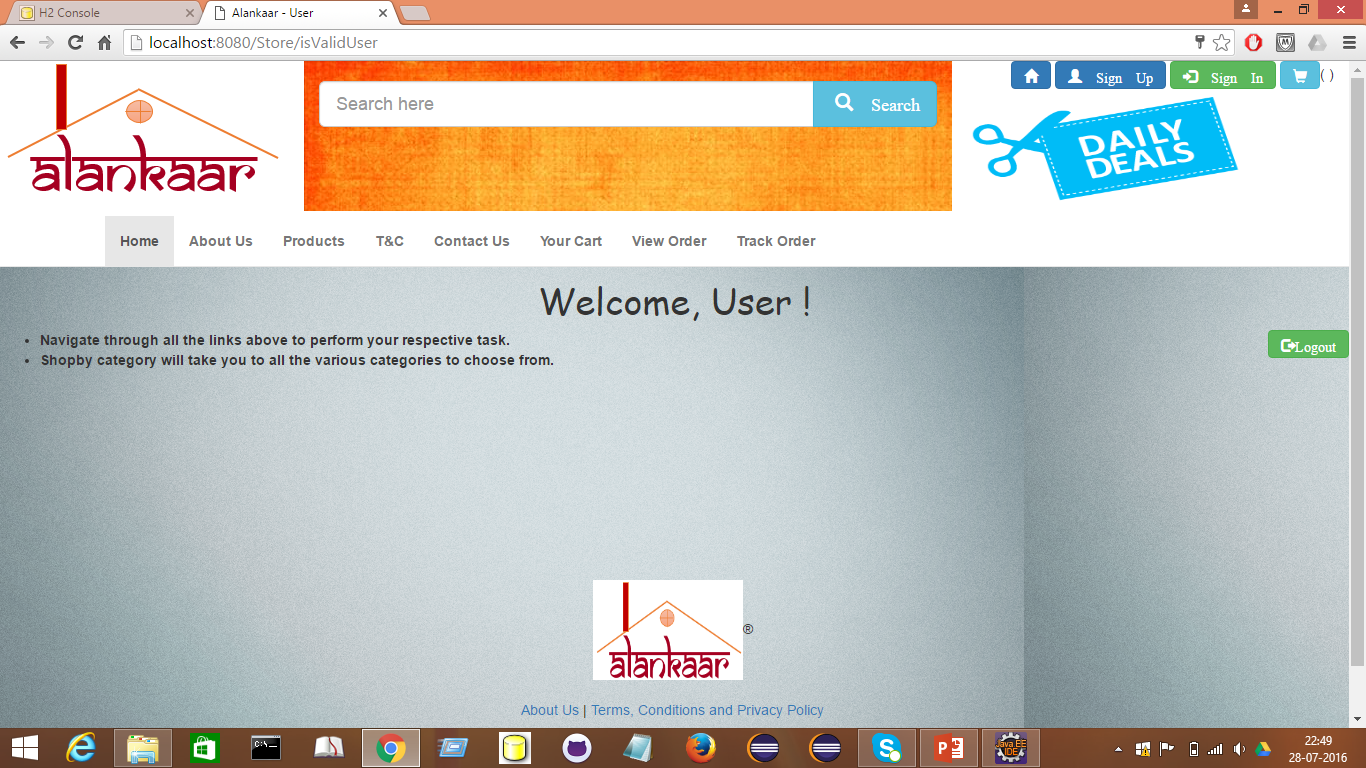 H2 Console
Alankaar - User
localhost:8080/Store/isValidUser
alankaar
Search here
Search
Sign Up
Sign In
( )
DAILY
DEALS
Home About Us Products T&C Contact Us Your Cart View Order Track Order
Welcome, User !
Navigate through all the links above to perform your respective task.
Shopby category will take you to all the various categories to choose from.
Logout
alankaar
®
About Us | Terms, Conditions and Privacy Policy
C:\_
Java EE
IDE
22:49
28-07-2016